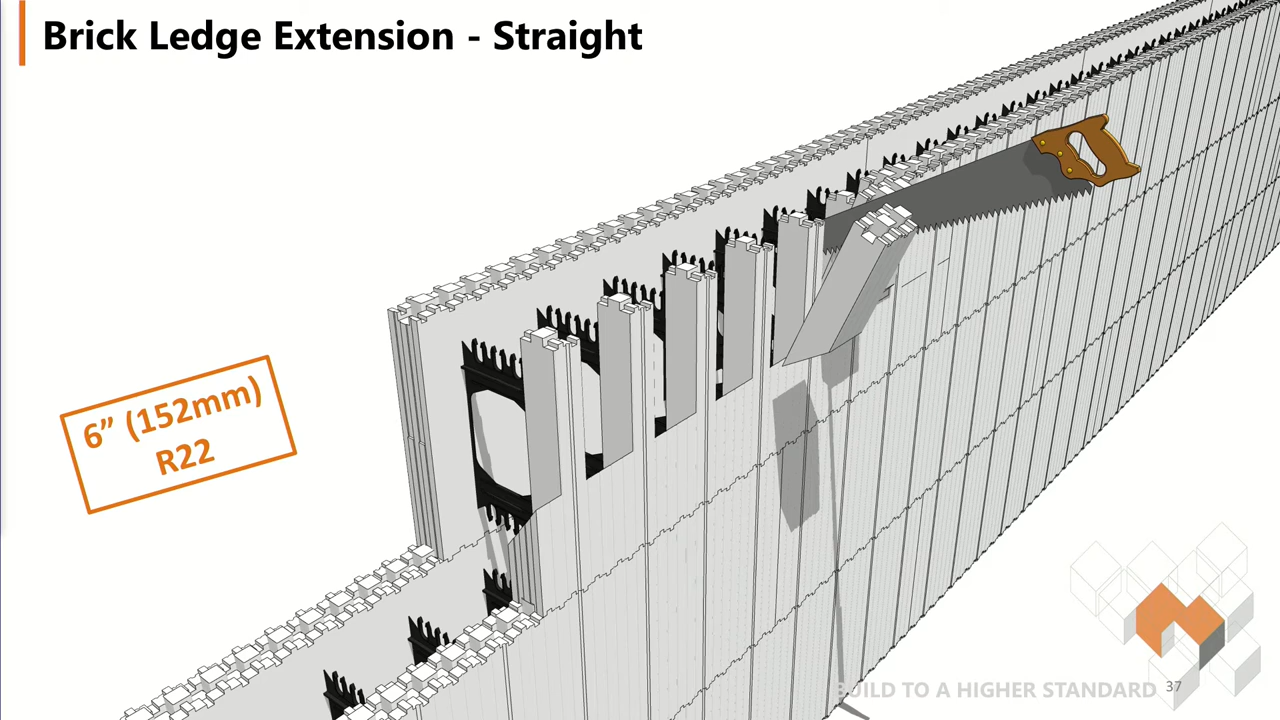 Brick Ledge Extension - Straight
6” (152mm)
R22
BUILD TO A HIGHER STANDARD 37